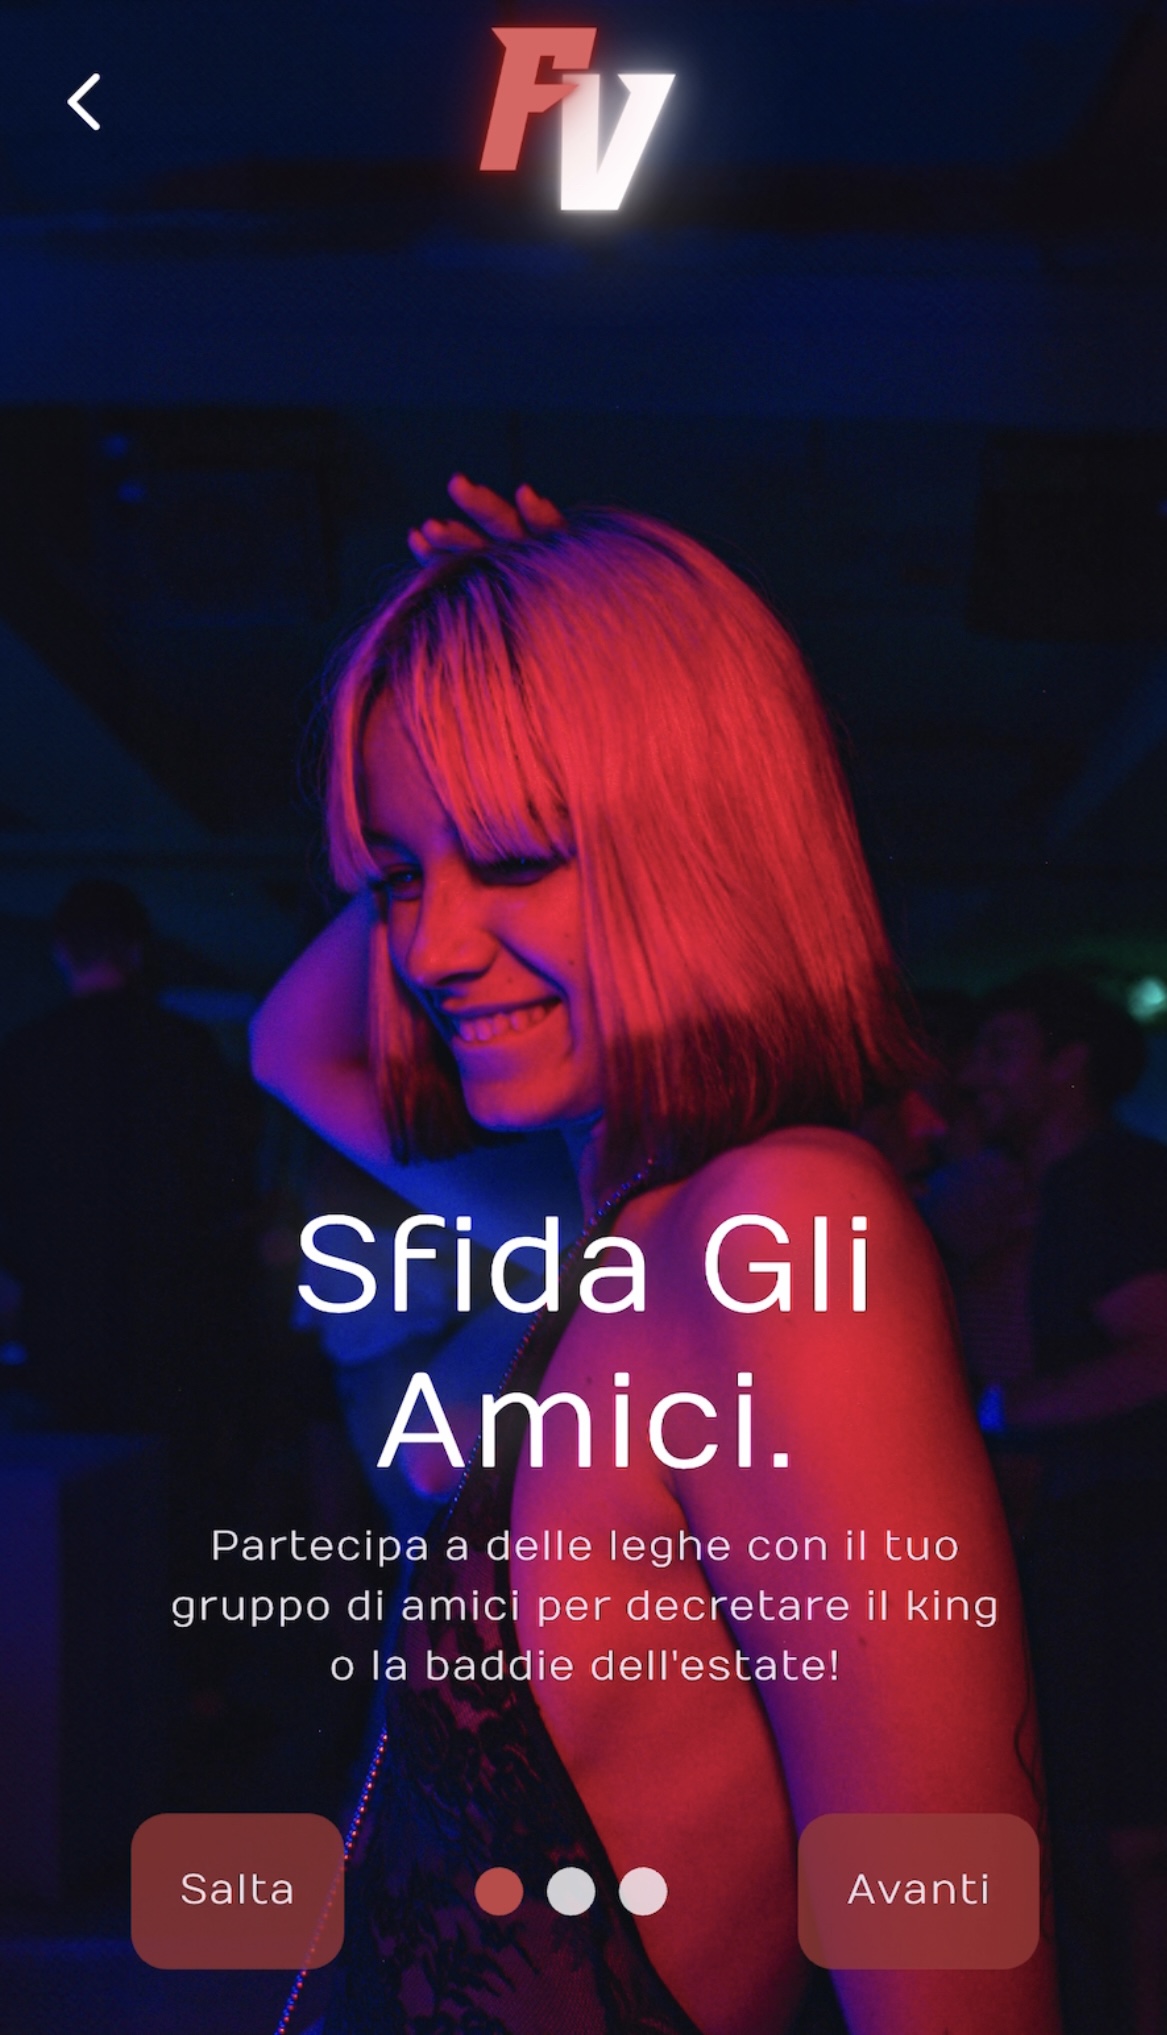 FV
Sfida Gli
Amici.
Partecipa a delle leghe con il tuo
gruppo di amici per decretare il king
o la baddie dell'estate!
Salta
Avanti